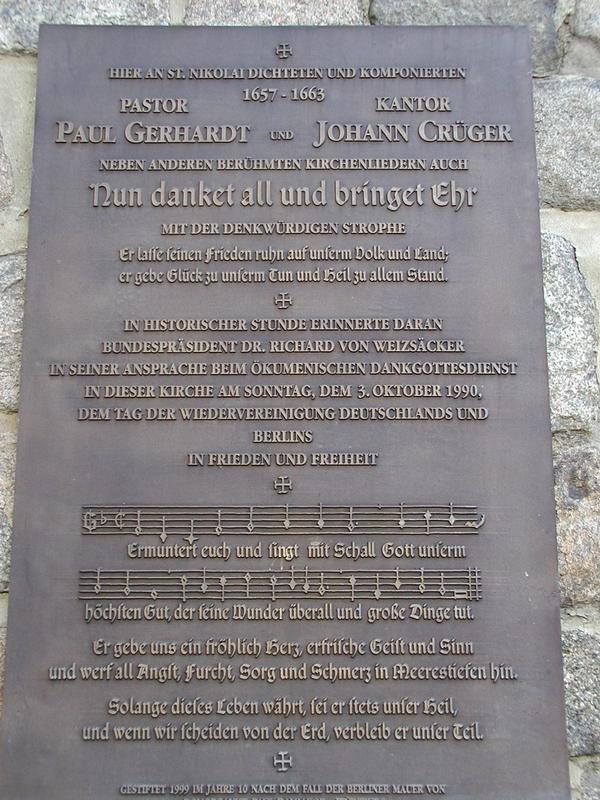 HIER AN ST. NIKOLAI DICHTETEN UND KOMPONIERTEN
1657 - 1663
PASTOR KANTOR
PAUL GERHARDT UND JOHANN CRÜGER
NEBEN ANDEREN BERÜHMTEN KIRCHENLIEDERN AUCH
Nun danket all und bringet Ehr
MIT DER DENKWÜRDIGEN STROPHE
Er laſſe ſeinen Frieden ruhn auf unſerm Volk und Land;
er gebe Glück zu unſerm Tun und Heil zu allem Stand.
IN HISTORISCHER STUNDE ERINNERTE DARAN
BUNDESPRÄSIDENT DR. RICHARD VON WEIZSÄCKER
IN SEINER ANSPRACHE BEIM ÖKUMENISCHEN DANKGOTTESDIENST
IN DIESER KIRCHE AM SONNTAG, DEM 3. OKTOBER 1990,
DEM TAG DER WIEDERVEREINIGUNG DEUTSCHLANDS UND
BERLINS
IN FRIEDEN UND FREIHEIT
Ermuntert euch und ſingt mit Schall Gott unſerm
höchſten Gut, der ſeine Wunder überall und große Dinge tut.
Er gebe uns ein fröhlich Herz, erfriſche Geiſt und Sinn
und werf all Angſt, Furcht, Sorg und Schmerz in Meerestiefen hin.
Solange dieſes Leben währt, ſei er ſtets unſer Heil,
und wenn wir ſcheiden von der Erd, verbleib er unſer Teil.
GESTIFTET 1999 IM JAHRE 10 NACH DEM FALL DER BERLINER MAUER VON